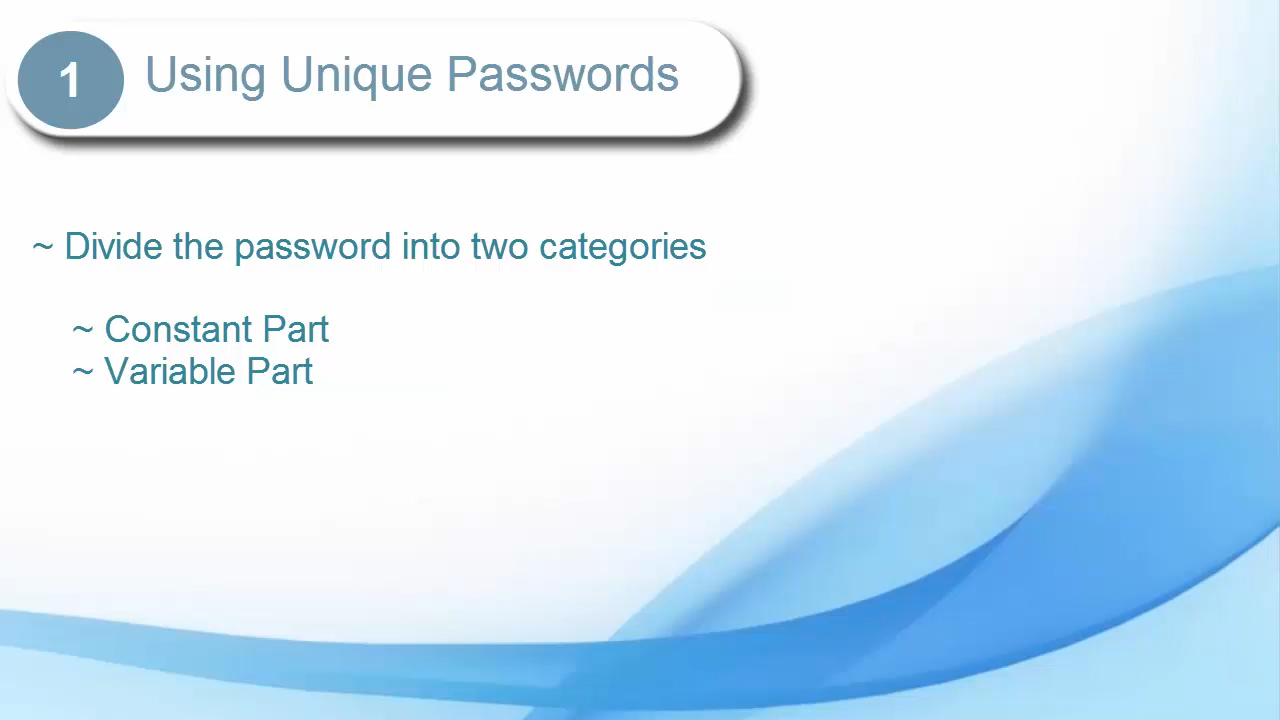 1 Using Unique Passwords
~ Divide the password into two categories
~ Constant Part
~ Variable Part